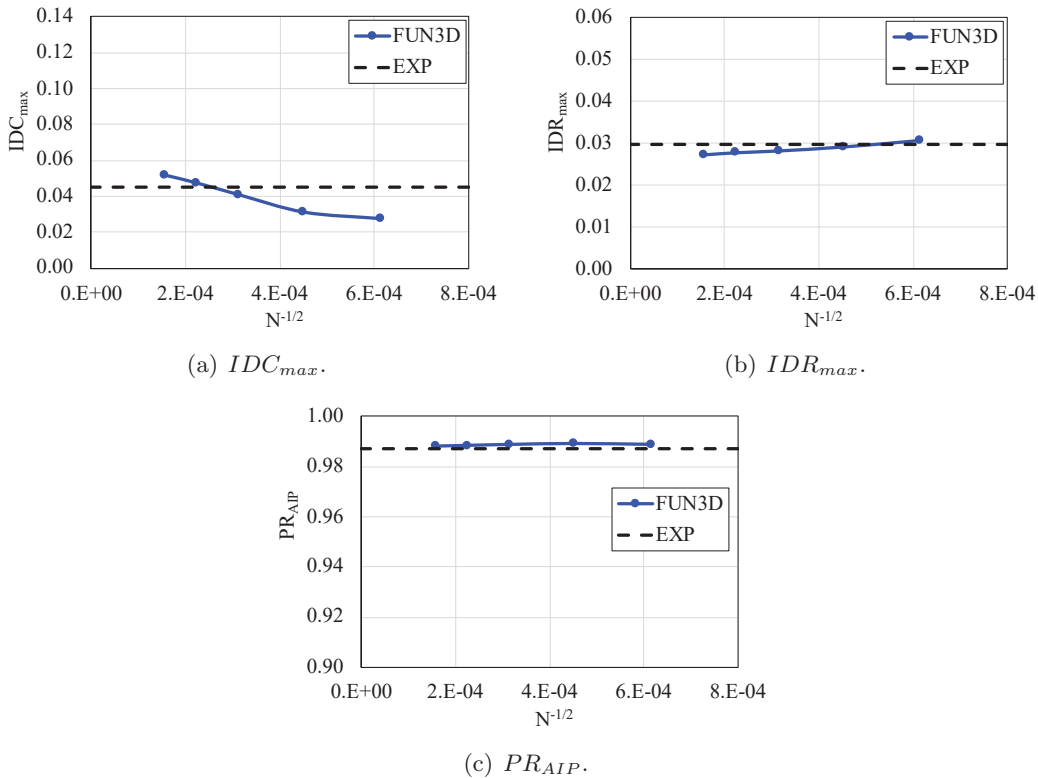 0.14
0.12
0.10
0.08
0.06
0.04
0.02
0.00
IDCmax
0.E+00 2.E-04 4.E-04 6.E-04 8.E-04
N-1/2
FUN3D
EXP
(a) IDCmax.
0.06
0.05
0.04
0.03
0.02
0.01
0.00
IDRmax
0.E+00 2.E-04 4.E-04 6.E-04 8.E-04
N-1/2
FUN3D
EXP
(b) IDRmax.
1.00
0.98
0.96
0.94
0.92
0.90
PRAIP
0.E+00 2.E-04 4.E-04 6.E-04 8.E-04
N-1/2
FUN3D
EXP
(c) PRAIP.